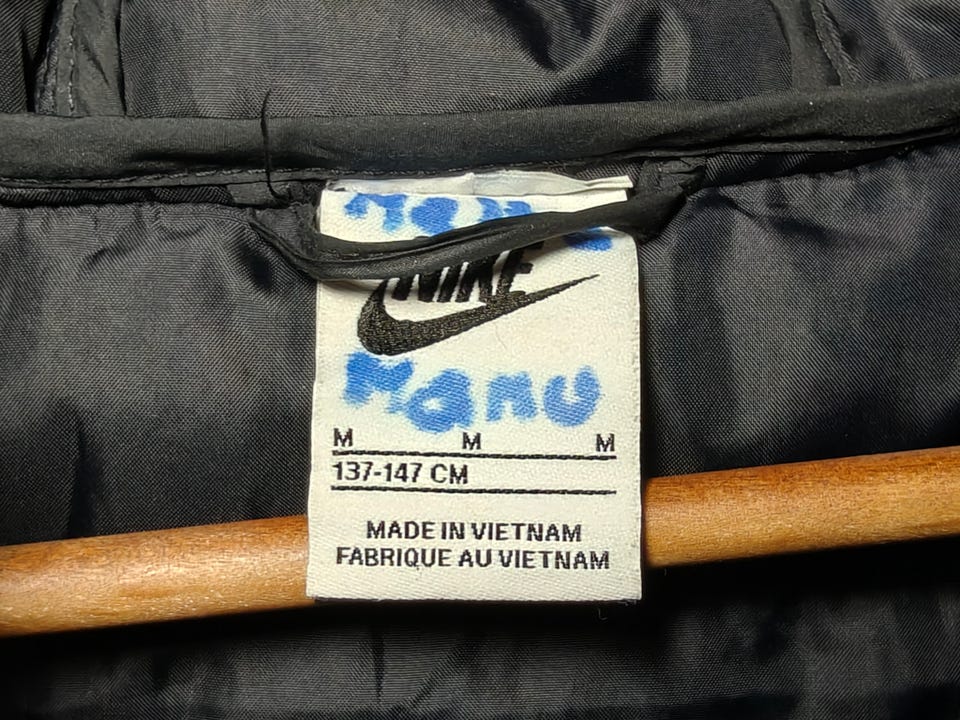 NIKE
Manu
M M M
137-147 CM
MADE IN VIETNAM
FABRIQUE AU VIETNAM